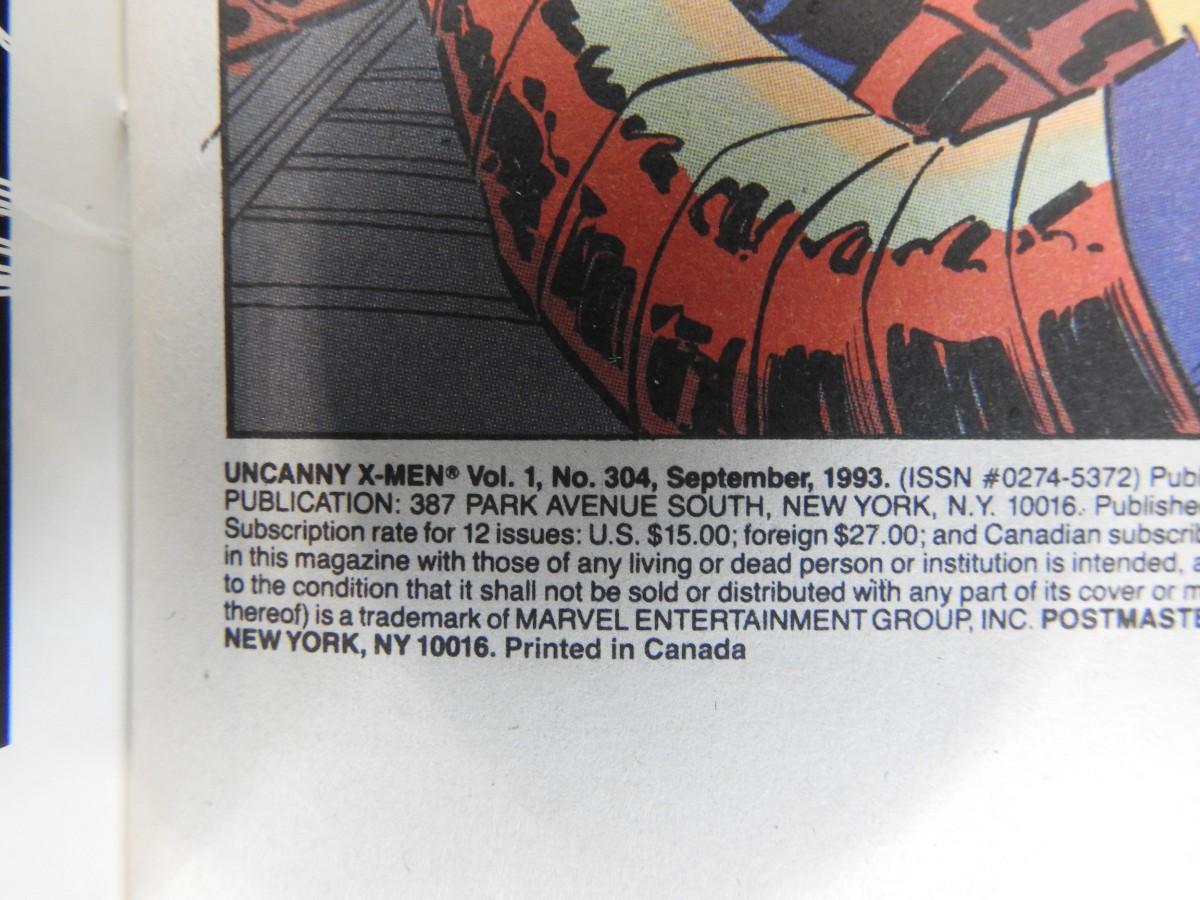 UNCANNY X-MEN® Vol. 1, No. 304, September, 1993. (ISSN #0274-5372)
PUBLICATION: 387 PARK AVENUE SOUTH, NEW YORK, N.Y. 10016. Publishe
Subscription rate for 12 issues: U.S. $15.00; foreign $27.00; and Canadian subscri
in this magazine with those of any living or dead person or institution is intended, a
to the condition that it shall not be sold or distributed with any part of its cover or m
thereof) is a trademark of MARVEL ENTERTAINMENT GROUP, INC. POSTMASTE
NEW YORK, NY 10016. Printed in Canada